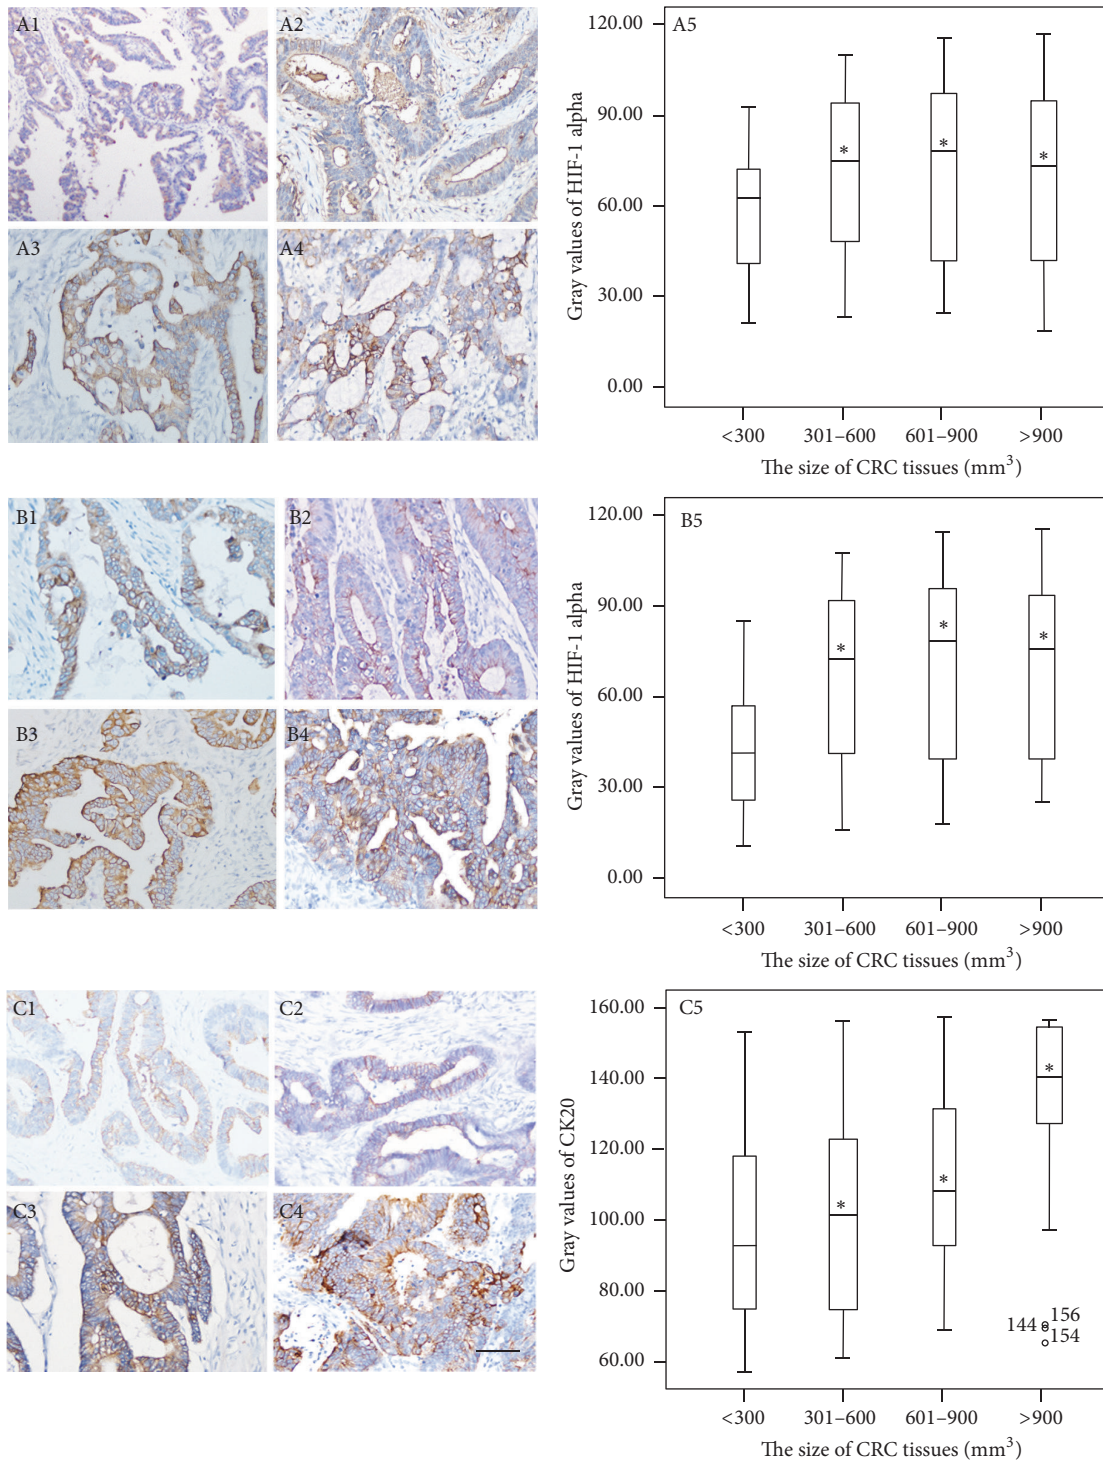 A1
A2
A3
A4
A5
120.00
90.00
60.00
30.00
0.00
Gray values of HIF-1 alpha
<300
301–600
601–900
>900
The size of CRC tissues (mm³)
*
*
*
B1
B2
B3
B4
B5
120.00
90.00
60.00
30.00
0.00
Gray values of HIF-1 alpha
<300
301–600
601–900
>900
The size of CRC tissues (mm³)
*
*
*
C1
C2
C3
C4
C5
160.00
140.00
120.00
100.00
80.00
60.00
Gray values of CK20
*
*
*
144
156
154
<300
301–600
601–900
>900
The size of CRC tissues (mm³)